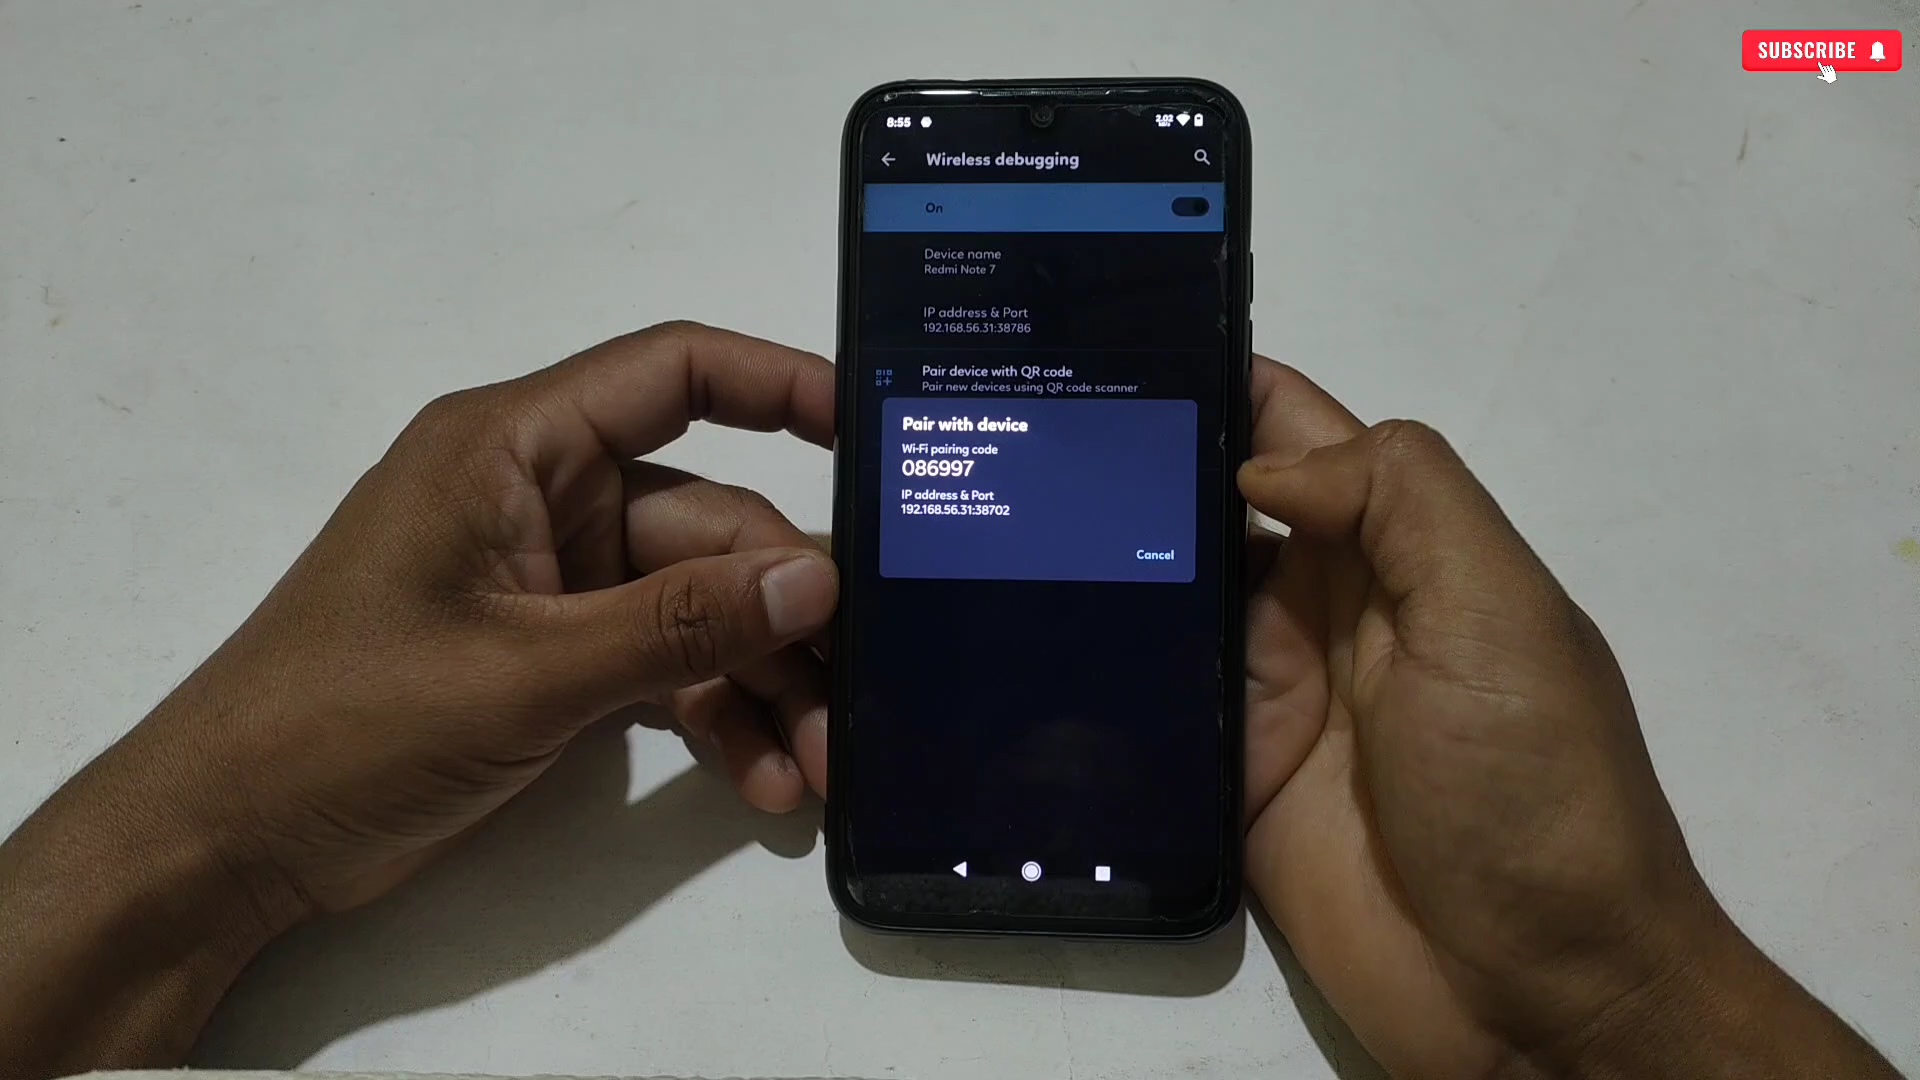 SUBSCRIBE
8:55
2.02
Wireless debugging
On
Device name
Redmi Note 7
IP address & Port
192.168.56.31:38786
Pair device with QR code
Pair new devices using QR code scanner
Pair with device
Wi-Fi pairing code
086997
IP address & Port
192.168.56.31:38702
Cancel